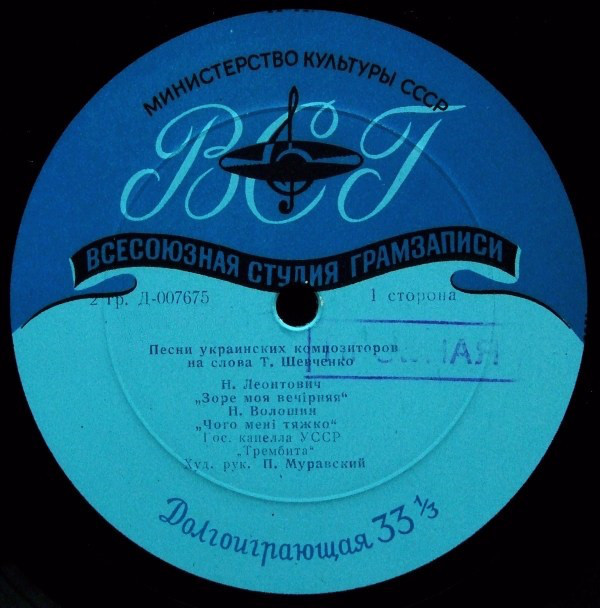 МИНИСТЕРСТВО КУЛЬТУРЫ СССР
ВСГ
ВСЕСОЮЗНАЯ СТУДИЯ ГРАМЗАПИСИ
2 гр. Д-007675 1 сторона
Песни украинских композиторов
на слова Т. Шевченко
Н. Леонтович
„Зоре моя вечірняя"
Н. Волошин
„Чого мені тяжко"
Гос. капелла УССР
„Трембита"
Худ. рук. П. Муравский
Долгоиграющая 33 1/3